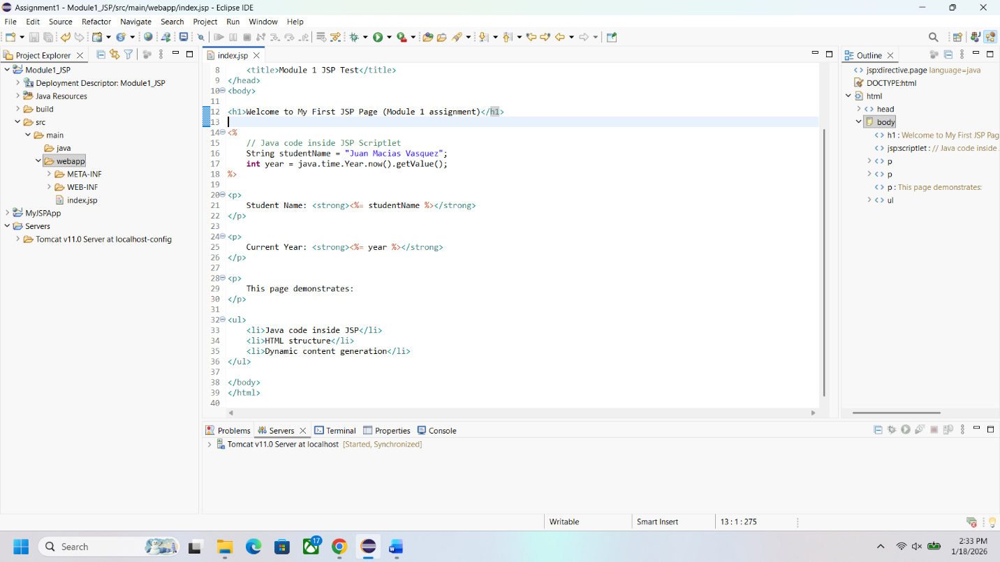 Assignment1 - Module1_JSP/src/main/webapp/index.jsp - Eclipse IDE
File Edit Source Refactor Navigate Search Project Run Window Help
Project Explorer
Module1_JSP
Deployment Descriptor: Module1_JSP
Java Resources
build
src
main
java
webapp
META-INF
WEB-INF
index.jsp
MyJSPApp
Servers
Tomcat v11.0 Server at localhost-config
index.jsp
8 <title>Module 1 JSP Test</title>
9 </head>
10 <body>
11
12 <h1>Welcome to My First JSP Page (Module 1 assignment)</h1>
13
14 <%
15 // Java code inside JSP Scriptlet
16 String studentName = "Juan Macias Vasquez";
17 int year = java.time.Year.now().getValue();
18 %>
19
20 <p>
21 Student Name: <strong><%= studentName %></strong>
22 </p>
23
24 <p>
25 Current Year: <strong><%= year %></strong>
26 </p>
27
28 <p>
29 This page demonstrates:
30 </p>
31
32 <ul>
33 <li>Java code inside JSP</li>
34 <li>HTML structure</li>
35 <li>Dynamic content generation</li>
36 </ul>
37
38 </body>
39 </html>
40
Outline
jsp:directive.page language=java
DOCTYPE:html
html
head
body
h1 : Welcome to My First JSP Pag
jsp:scriptlet : // Java code inside
p
p
p : This page demonstrates:
ul
Problems Servers Terminal Properties Console
Tomcat v11.0 Server at localhost [Started, Synchronized]
Writable Smart Insert 13 : 1 : 275
Search
17
2:33 PM
1/18/2026